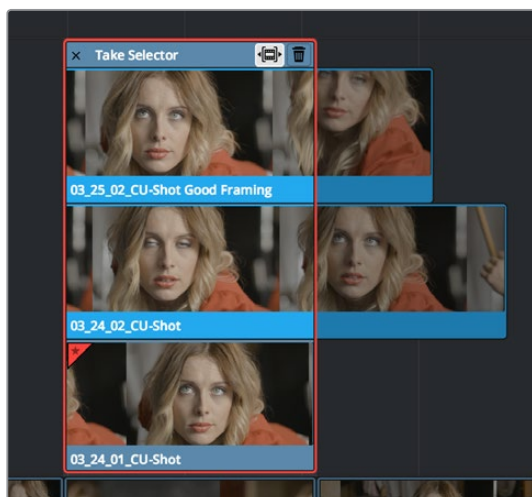 × Take Selector
03_25_02_CU-Shot Good Framing
03_24_02_CU-Shot
03_24_01_CU-Shot